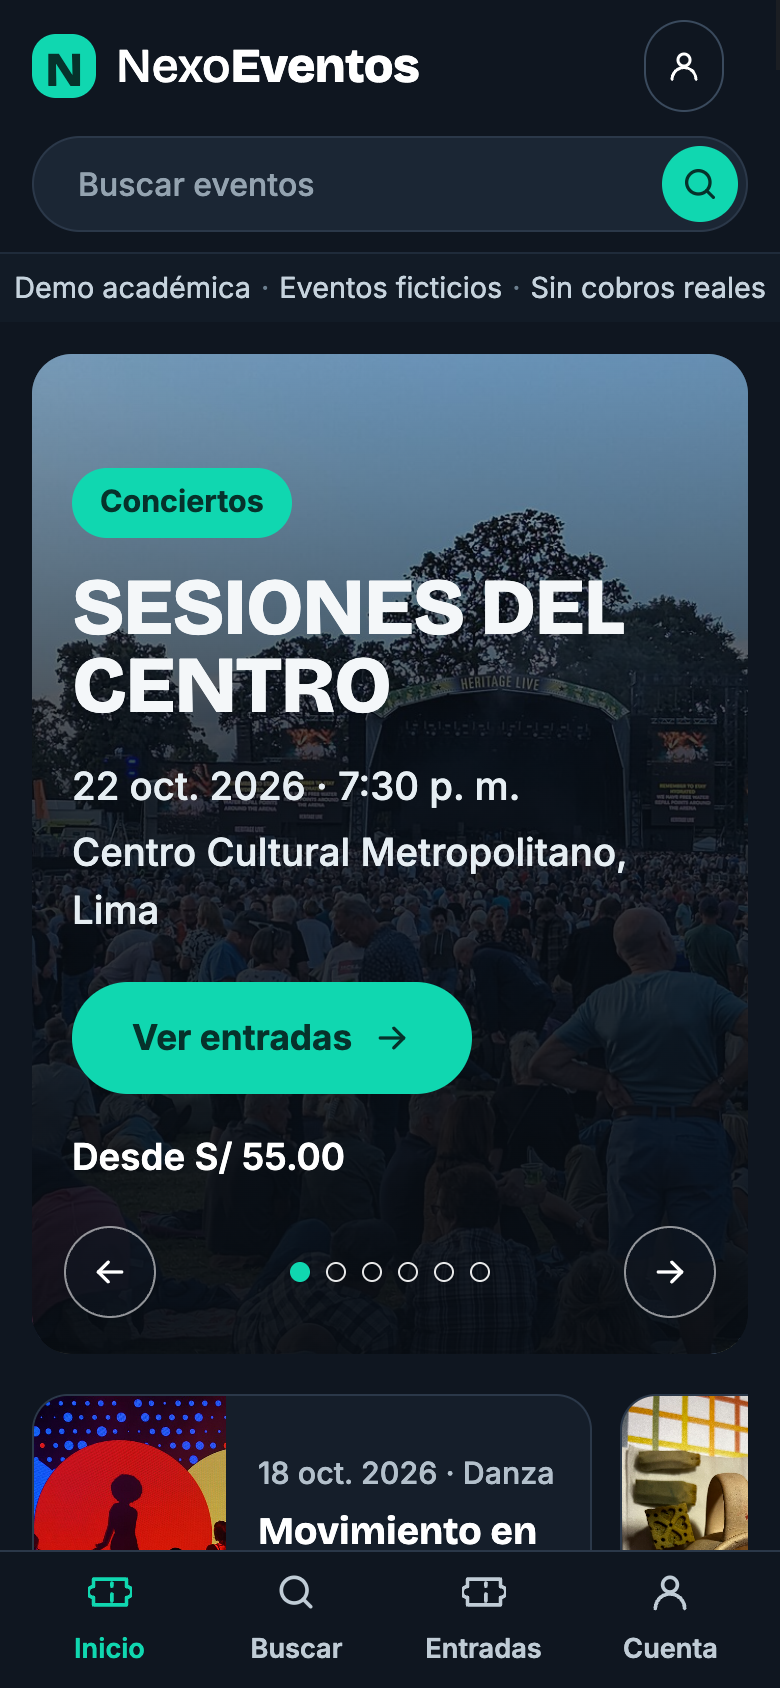 N NexoEventos
Buscar eventos
Demo académica · Eventos ficticios · Sin cobros reales
Conciertos
SESIONES DEL
CENTRO
HERITAGE LIVE
22 oct. 2026 · 7:30 p. m.
Centro Cultural Metropolitano,
Lima
Ver entradas →
Desde S/ 55.00
18 oct. 2026 · Danza
Movimiento en
Inicio
Buscar
Entradas
Cuenta